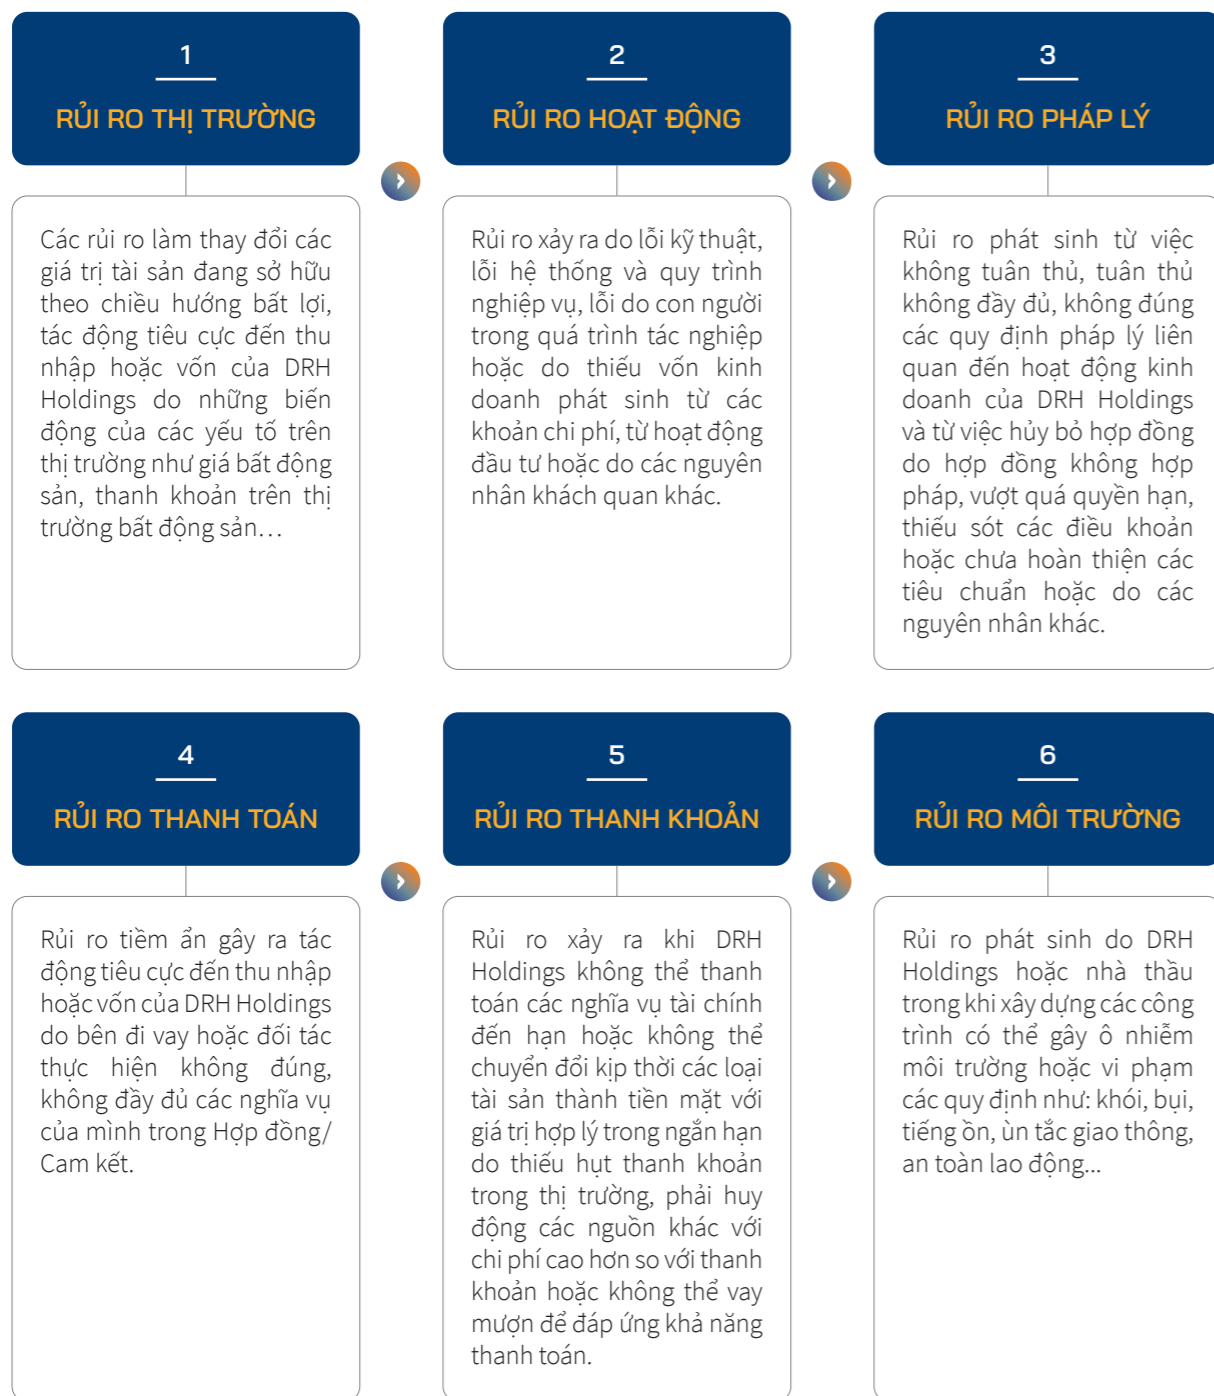 1
RỦI RO THỊ TRƯỜNG
Các rủi ro làm thay đổi các
giá trị tài sản đang sở hữu
theo chiều hướng bất lợi,
tác động tiêu cực đến thu
nhập hoặc vốn của DRH
Holdings do những biến
động của các yếu tố trên
thị trường như giá bất động
sản, thanh khoản trên thị
trường bất động sản…
2
RỦI RO HOẠT ĐỘNG
Rủi ro xảy ra do lỗi kỹ thuật,
lỗi hệ thống và quy trình
nghiệp vụ, lỗi do con người
trong quá trình tác nghiệp
hoặc do thiếu vốn kinh
doanh phát sinh từ các
khoản chi phí, từ hoạt động
đầu tư hoặc do các nguyên
nhân khách quan khác.
3
RỦI RO PHÁP LÝ
Rủi ro phát sinh từ việc
không tuân thủ, tuân thủ
không đầy đủ, không đúng
các quy định pháp lý liên
quan đến hoạt động kinh
doanh của DRH Holdings
và từ việc hủy bỏ hợp đồng
do hợp đồng không hợp
pháp, vượt quá quyền hạn,
thiếu sót các điều khoản
hoặc chưa hoàn thiện các
tiêu chuẩn hoặc do các
nguyên nhân khác.
4
RỦI RO THANH TOÁN
Rủi ro tiềm ẩn gây ra tác
động tiêu cực đến thu nhập
hoặc vốn của DRH Holdings
do bên đi vay hoặc đối tác
thực hiện không đúng,
không đầy đủ các nghĩa vụ
của mình trong Hợp đồng/
Cam kết.
5
RỦI RO THANH KHOẢN
Rủi ro xảy ra khi DRH
Holdings không thể thanh
toán các nghĩa vụ tài chính
đến hạn hoặc không thể
chuyển đổi kịp thời các loại
tài sản thành tiền mặt với
giá trị hợp lý trong ngắn hạn
do thiếu hụt thanh khoản
trong thị trường, phải huy
động các nguồn khác với
chi phí cao hơn so với thanh
khoản hoặc không thể vay
mượn để đáp ứng khả năng
thanh toán.
6
RỦI RO MÔI TRƯỜNG
Rủi ro phát sinh do DRH
Holdings hoặc nhà thầu
trong khi xây dựng các công
trình có thể gây ô nhiễm
môi trường hoặc vi phạm
các quy định như: khói, bụi,
tiếng ồn, ùn tắc giao thông,
an toàn lao động...